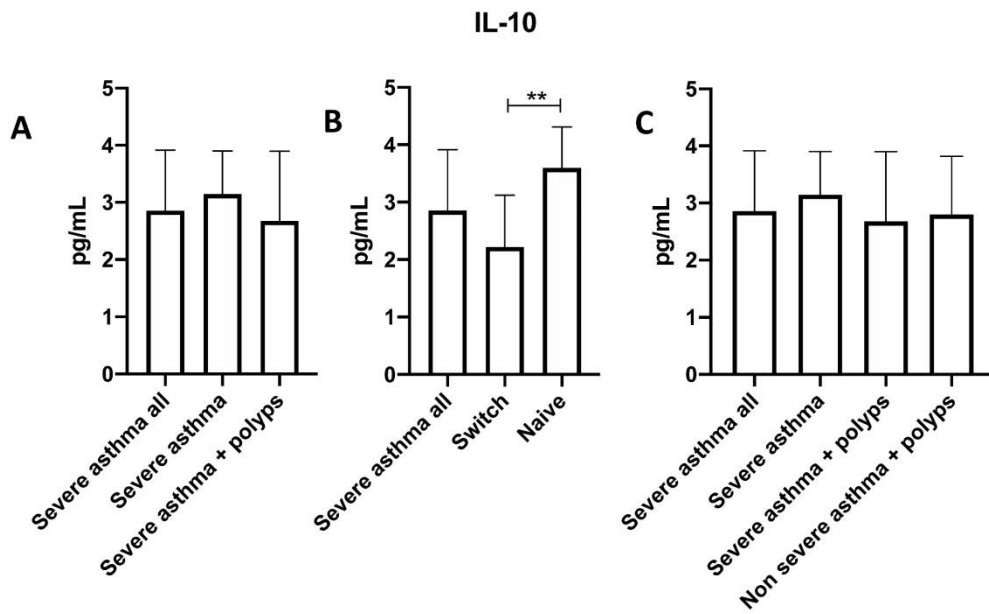 IL-10
A
pg/mL
5
4
3
2
1
0
Severe asthma all
Severe asthma
Severe asthma + polyps
B
pg/mL
5
4
3
2
1
0
**
Severe asthma all
Switch
Naive
C
pg/mL
5
4
3
2
1
0
Severe asthma all
Severe asthma
Severe asthma + polyps
Non severe asthma + polyps